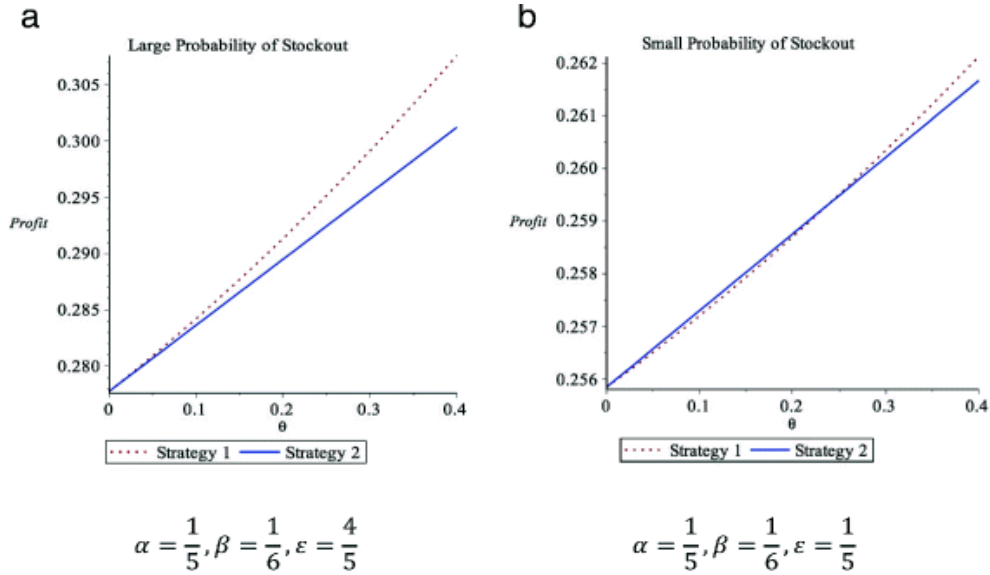 a
Large Probability of Stockout
0.305
0.300
0.295
Profit
0.290
0.285
0.280
0 0.1 0.2 0.3 0.4
θ
Strategy 1 Strategy 2
α = 1/5, β = 1/6, ε = 4/5
b
Small Probability of Stockout
0.262
0.261
0.260
Profit
0.259
0.258
0.257
0.256
0 0.1 0.2 0.3 0.4
θ
Strategy 1 Strategy 2
α = 1/5, β = 1/6, ε = 1/5